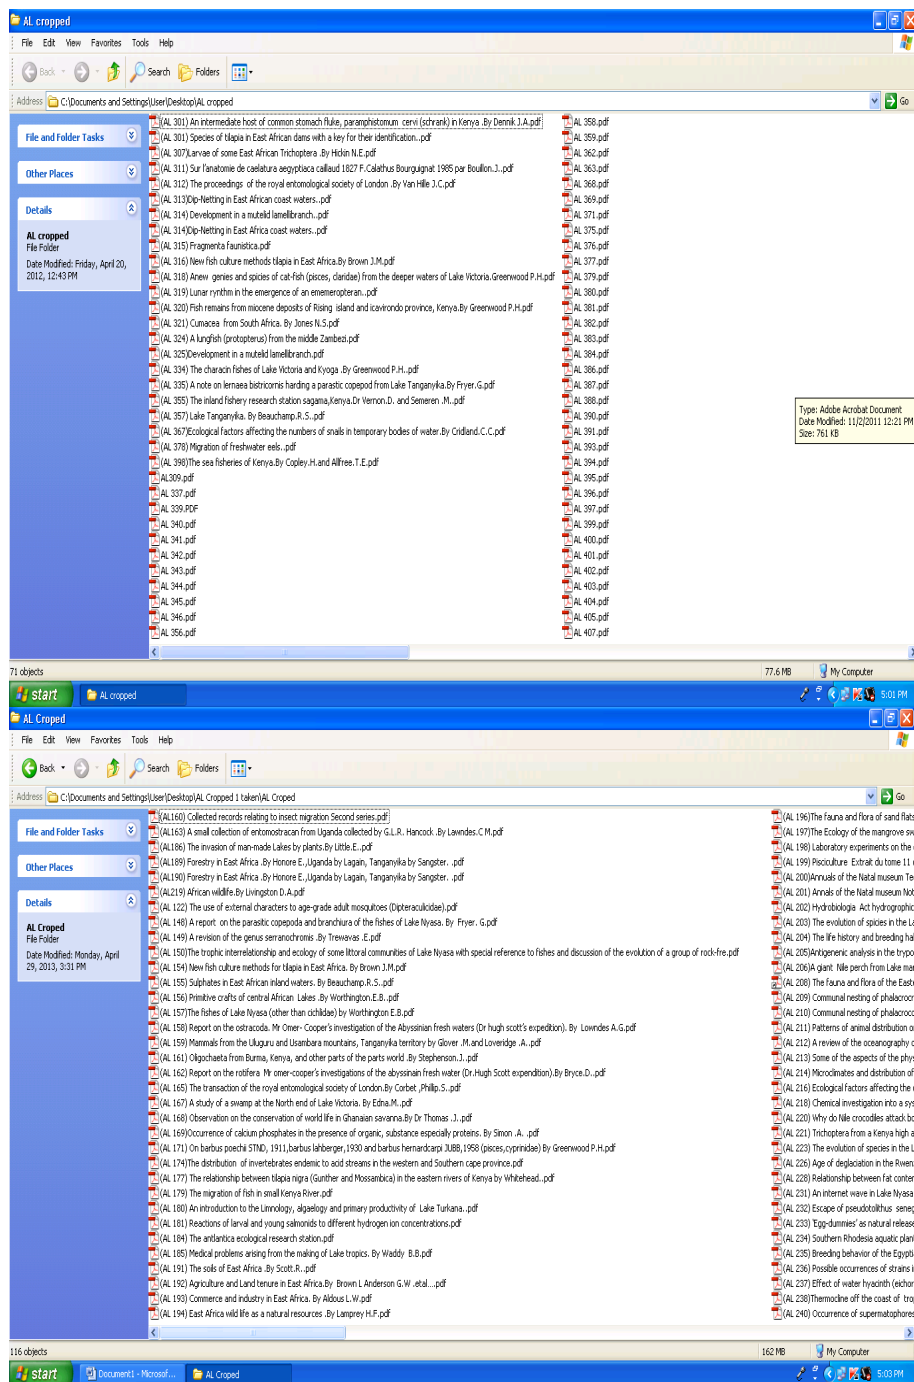 AL cropped
File Edit View Favorites Tools Help
Back Search Folders
Address C:\Documents and Settings\User\Desktop\AL cropped Go
File and Folder Tasks
Other Places
Details
AL cropped
File Folder
Date Modified: Friday, April 20,
2012, 12:43 PM
(AL 301) An intermediate host of common stomach fluke, paramphistomum cervi (schrank) in Kenya .By Dennik J.A.pdf
(AL 301) Species of tilapia in East African dams with a key for their identification..pdf
(AL 307)Larvae of some East African Trichoptera .By Hickin N.E.pdf
(AL 311) Sur l'anatomie de caelatura aegyptiaca caillaud 1827 F.Calathus Bourguignat 1985 par Bouillon.J..pdf
(AL 312) The proceedings of the royal entomological society of London .By Van Hille J.C.pdf
(AL 313)Dip-Netting in East African coast waters..pdf
(AL 314) Development in a mutelid lamellibranch..pdf
(AL 314)Dip-Netting in East Africa coast waters..pdf
(AL 315) Fragmenta faunistica.pdf
(AL 316) New fish culture methods tilapia in East Africa.By Brown J.M.pdf
(AL 318) Anew genies and spicies of cat-fish (pisces, claridae) from the deeper waters of Lake Victoria.Greenwood P.H.pdf
(AL 319) Lunar rynthm in the emergence of an ememeropteran..pdf
(AL 320) Fish remains from miocene deposits of Rising island and icavirondo province, Kenya.By Greenwood P.H.pdf
(AL 321) Cumacea from South Africa. By Jones N.S.pdf
(AL 324) A lungfish (protopterus) from the middle Zambezi.pdf
(AL 325)Development in a mutelid lamellibranch.pdf
(AL 334) The characin fishes of Lake Victoria and Kyoga .By Greenwood P.H..pdf
(AL 335) A note on lernaea bistricornis harding a parastic copepod from Lake Tanganyika.By Fryer.G.pdf
(AL 355) The inland fishery research station sagama,Kenya.Dr Vernon.D. and Semeren .M..pdf
(AL 357) Lake Tanganyika. By Beauchamp.R.S..pdf
(AL 367)Ecological factors affecting the numbers of snails in temporary bodies of water.By Cridland.C.C.pdf
(AL 378) Migration of freshwater eels..pdf
(AL 398)The sea fisheries of Kenya.By Copley.H.and Allfree.T.E.pdf
AL309.pdf
AL 337.pdf
AL 339.PDF
AL 340.pdf
AL 341.pdf
AL 342.pdf
AL 343.pdf
AL 344.pdf
AL 345.pdf
AL 346.pdf
AL 356.pdf
AL 358.pdf
AL 359.pdf
AL 362.pdf
AL 363.pdf
AL 368.pdf
AL 369.pdf
AL 371.pdf
AL 375.pdf
AL 376.pdf
AL 377.pdf
AL 379.pdf
AL 380.pdf
AL 381.pdf
AL 382.pdf
AL 383.pdf
AL 384.pdf
AL 386.pdf
AL 387.pdf
AL 388.pdf
AL 390.pdf
AL 391.pdf
AL 393.pdf
AL 394.pdf
AL 395.pdf
AL 396.pdf
AL 397.pdf
AL 399.pdf
AL 400.pdf
AL 401.pdf
AL 402.pdf
AL 403.pdf
AL 404.pdf
AL 405.pdf
AL 407.pdf
Type: Adobe Acrobat Document
Date Modified: 11/2/2011 12:21 PM
Size: 761 KB
71 objects 77.6 MB My Computer
start AL cropped 5:01 PM
AL Croped
File Edit View Favorites Tools Help
Back Search Folders
Address C:\Documents and Settings\User\Desktop\AL Cropped 1 taken\AL Croped Go
File and Folder Tasks
Other Places
Details
AL Croped
File Folder
Date Modified: Monday, April
29, 2013, 3:31 PM
(AL160) Collected records relating to insect migration Second series.pdf
(AL163) A small collection of entomostracan from Uganda collected by G.L.R. Hancock .By Lawndes.C M.pdf
(AL186) The invasion of man-made Lakes by plants.By Little.E..pdf
(AL189) Forestry in East Africa .By Honore E.,Uganda by Lagain, Tanganyika by Sangster. .pdf
(AL190) Forestry in East Africa .By Honore E.,Uganda by Lagain, Tanganyika by Sangster. .pdf
(AL219) African wildlife.By Livingston D.A.pdf
(AL 122) The use of external characters to age-grade adult mosquitoes (Dipteraculicidae).pdf
(AL 148) A report on the parasitic copepoda and branchiura of the fishes of Lake Nyasa. By Fryer. G.pdf
(AL 149) A revision of the genus serranochromis .By Trewavas .E.pdf
(AL 150)The trophic interrelationship and ecology of some littoral communities of Lake Nyasa with special reference to fishes and discussion of the evolution of a group of rock-fre.pdf
(AL 154) New fish culture methods for tilapia in East Africa. By Brown J.M.pdf
(AL 155) Sulphates in East African inland waters. By Beauchamp.R.S..pdf
(AL 156) Primitive crafts of central African Lakes .By Worthington.E.B..pdf
(AL 157)The fishes of Lake Nyasa (other than cichlidae) by Worthington E.B.pdf
(AL 158) Report on the ostracoda. Mr Omer- Cooper's investigation of the Abyssinian fresh waters (Dr hugh scott's expedition). By Lowndes A.G.pdf
(AL 159) Mammals from the Uluguru and Usambara mountains, Tanganyika territory by Glover .M.and Loveridge .A..pdf
(AL 161) Oligochaeta from Burma, Kenya, and other parts of the parts world .By Stephenson.J..pdf
(AL 162) Report on the rotifera Mr omer-cooper's investigations of the abyssinain fresh water (Dr.Hugh Scott expendition).By Bryce.D..pdf
(AL 165) The transaction of the royal entomological society of London.By Corbet ,Phillip.S..pdf
(AL 167) A study of a swamp at the North end of Lake Victoria. By Edna.M..pdf
(AL 168) Observation on the conservation of world life in Ghanaian savanna.By Dr Thomas .J..pdf
(AL 169)Occurrence of calcium phosphates in the presence of organic, substance especially proteins. By Simon .A. .pdf
(AL 171) On barbus poechi STND, 1911,barbus lahberger,1930 and barbus hernardcarpi JUBB,1958 (pisces,cyprinidae) By Greenwood P.H.pdf
(AL 174)The distribution of invertebrates endemic to acid streams in the western and Southern cape province.pdf
(AL 177) The relationship between tilapia nigra (Gunther and Mossambica) in the eastern rivers of Kenya by Whitehead..pdf
(AL 179) The migration of fish in small Kenya River.pdf
(AL 180) An introduction to the Limnology, algaelogy and primary productivity of Lake Turkana..pdf
(AL 181) Reactions of larval and young salmonids to different hydrogen ion concentrations.pdf
(AL 184) The antlantica ecological research station.pdf
(AL 185) Medical problems arising from the making of Lake tropics. By Waddy B.B.pdf
(AL 191) The soils of East Africa .By Scott.R..pdf
(AL 192) Agriculture and Land tenure in East Africa.By Brown L Anderson G.W .etal....pdf
(AL 193) Commerce and industry in East Africa. By Aldous L.W.pdf
(AL 194) East Africa wild life as a natural resources .By Lamprey H.F.pdf
(AL 196)The fauna and flora of sand flats
(AL 197)The Ecology of the mangrove sw
(AL 198) Laboratory experiments on the
(AL 199) Pisciculture Extrait du tome 11
(AL 200)Annuals of the Natal museum Te
(AL 201) Annals of the Natal museum Not
(AL 202) Hydrobiologia Act hydrogrophic
(AL 203) The evolution of spicies in the La
(AL 204) The life history and breeding hal
(AL 205)Antigenenic analysis in the trypo
(AL 206)A giant Nile perch from Lake mar
(AL 208) The fauna and flora of the Easte
(AL 209) Communal nesting of phalacroc
(AL 210) Communal nesting of phalacroc
(AL 211) Patterns of animal distribution o
(AL 212) A review of the oceanography o
(AL 213) Some of the aspects of the phys
(AL 214) Microclimates and distribution of
(AL 216) Ecological factors affecting the
(AL 218) Chemical investigation into a sys
(AL 220) Why do Nile crocodiles attack bo
(AL 221) Trichoptera from a Kenya high a
(AL 223) The evolution of species in the L
(AL 226) Age of deglaciation in the Rwen
(AL 228) Relationship between fat conter
(AL 231) An internet wave in Lake Nyasa
(AL 232) Escape of pseudotolithus seneg
(AL 233) 'Egg-dummies' as natural release
(AL 234) Southern Rhodesia aquatic plant
(AL 235) Breeding behavior of the Egypti
(AL 236) Possible occurrences of strains i
(AL 237) Effect of water hyacinth (eichor
(AL 238)Thermocline off the coast of trop
(AL 240) Occurrence of supermatophores
116 objects 162 MB My Computer
start Document1 - Microsof... AL Croped 5:03 PM